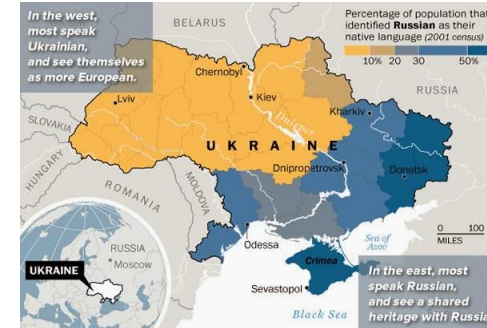 In the west,
most speak
Ukrainian,
and see themselves
as more European.
BELARUS
Percentage of population that
identified Russian as their
native language (2001 census)
10% 20 30 50%
Chernobyl
RUSSIA
Lviv
Kiev
Kharkiv
SLOVAKIA
Dnieper
UKRAINE
HUNGARY
Dnipropetrovsk
Donetsk
ROMANIA
MOLDOVA
RUSSIA
Moscow
Odessa
Sea of
Azov
0 100
MILES
UKRAINE
Crimea
Sevastopol
Black Sea
In the east, most
speak Russian,
and see a shared
heritage with Russia